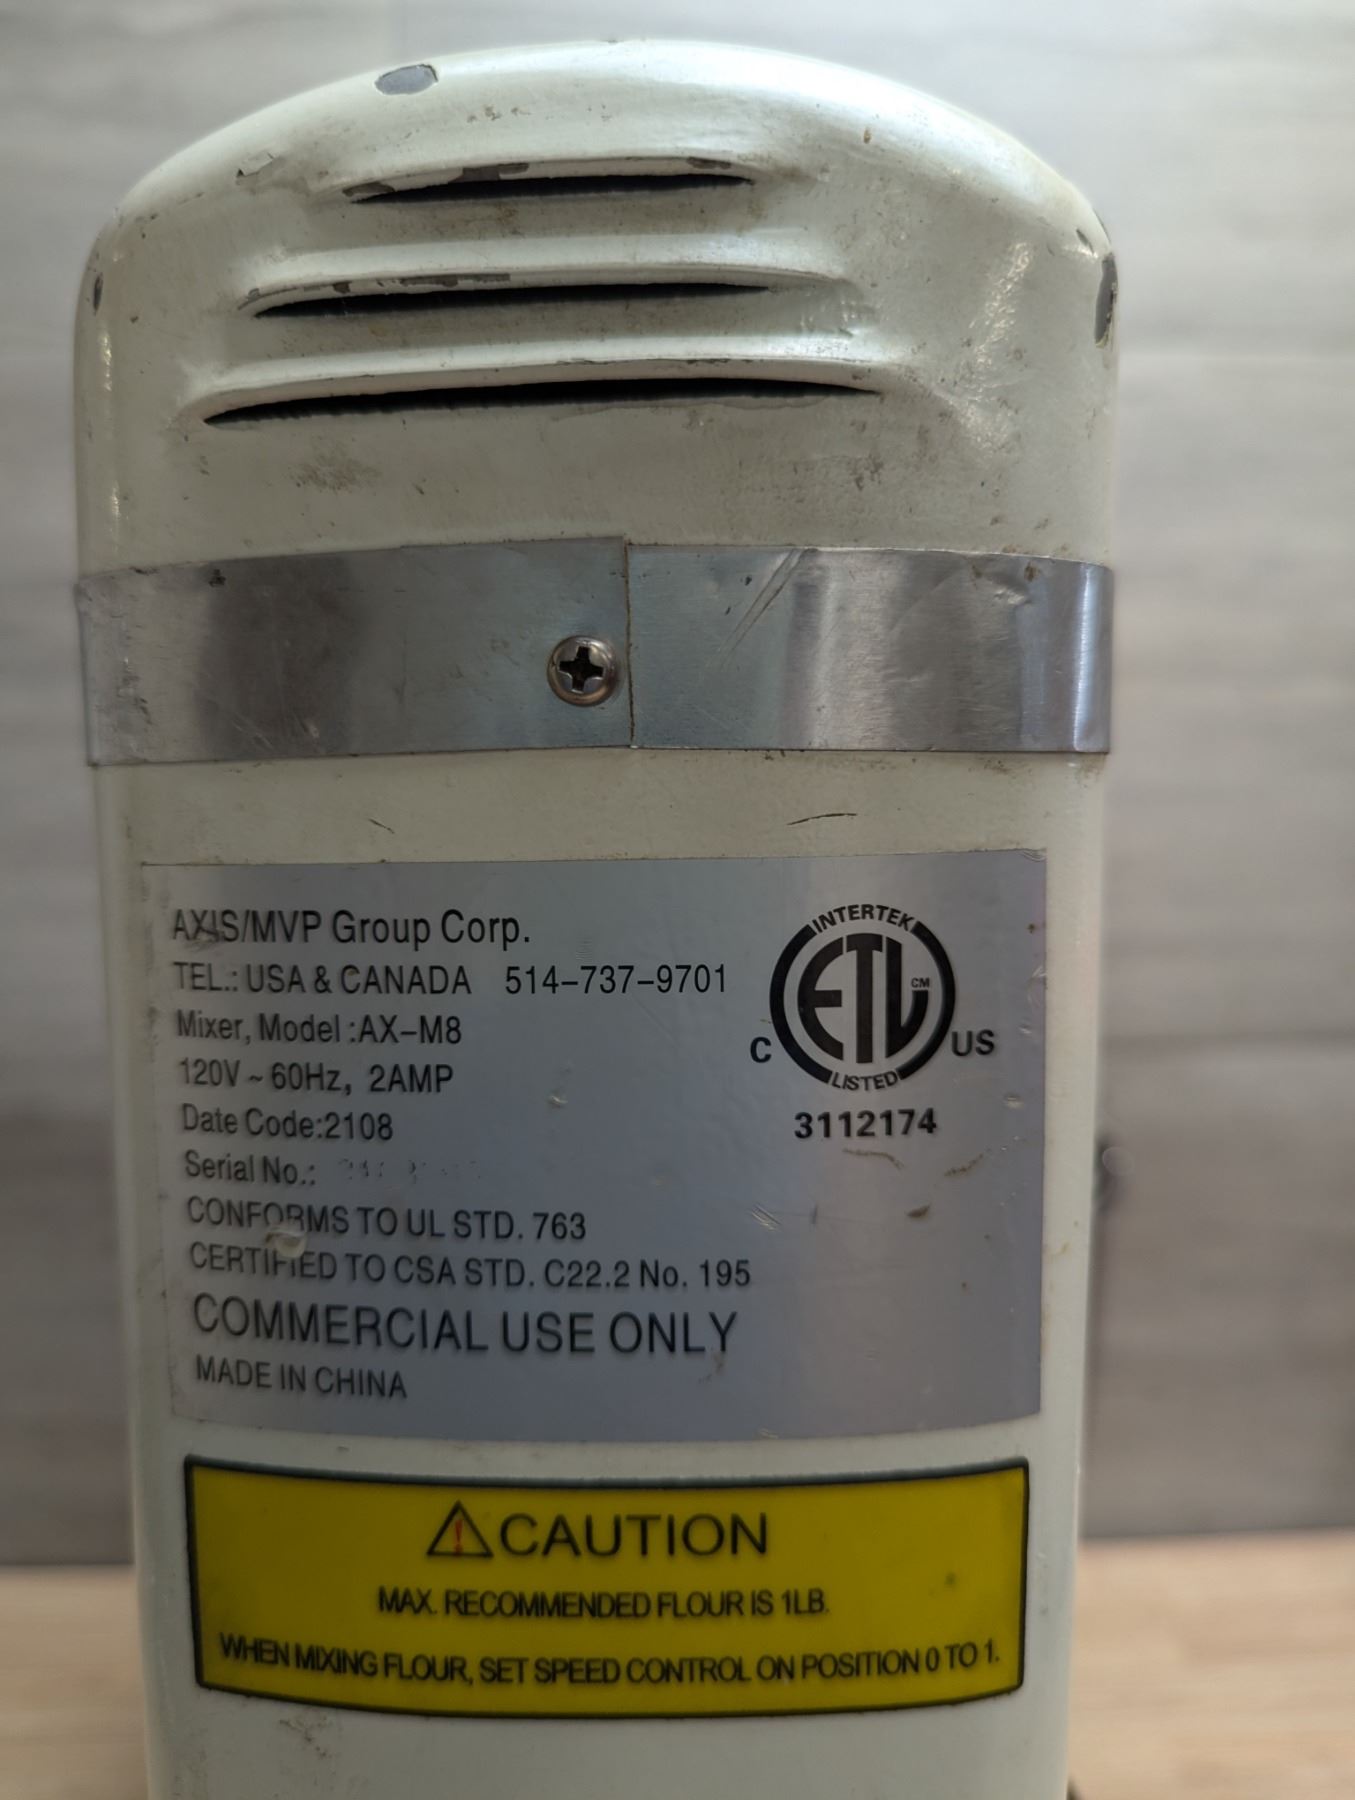 AXIS/MVP Group Corp.
TEL.: USA & CANADA 514-737-9701
Mixer, Model :AX-M8
120V ~ 60Hz, 2AMP
Date Code:2108
Serial No.:
CONFORMS TO UL STD. 763
CERTIFIED TO CSA STD. C22.2 No. 195
COMMERCIAL USE ONLY
MADE IN CHINA
INTERTEK
ETL CM
C US
LISTED
3112174
CAUTION
MAX. RECOMMENDED FLOUR IS 1LB.
WHEN MIXING FLOUR, SET SPEED CONTROL ON POSITION 0 TO 1.